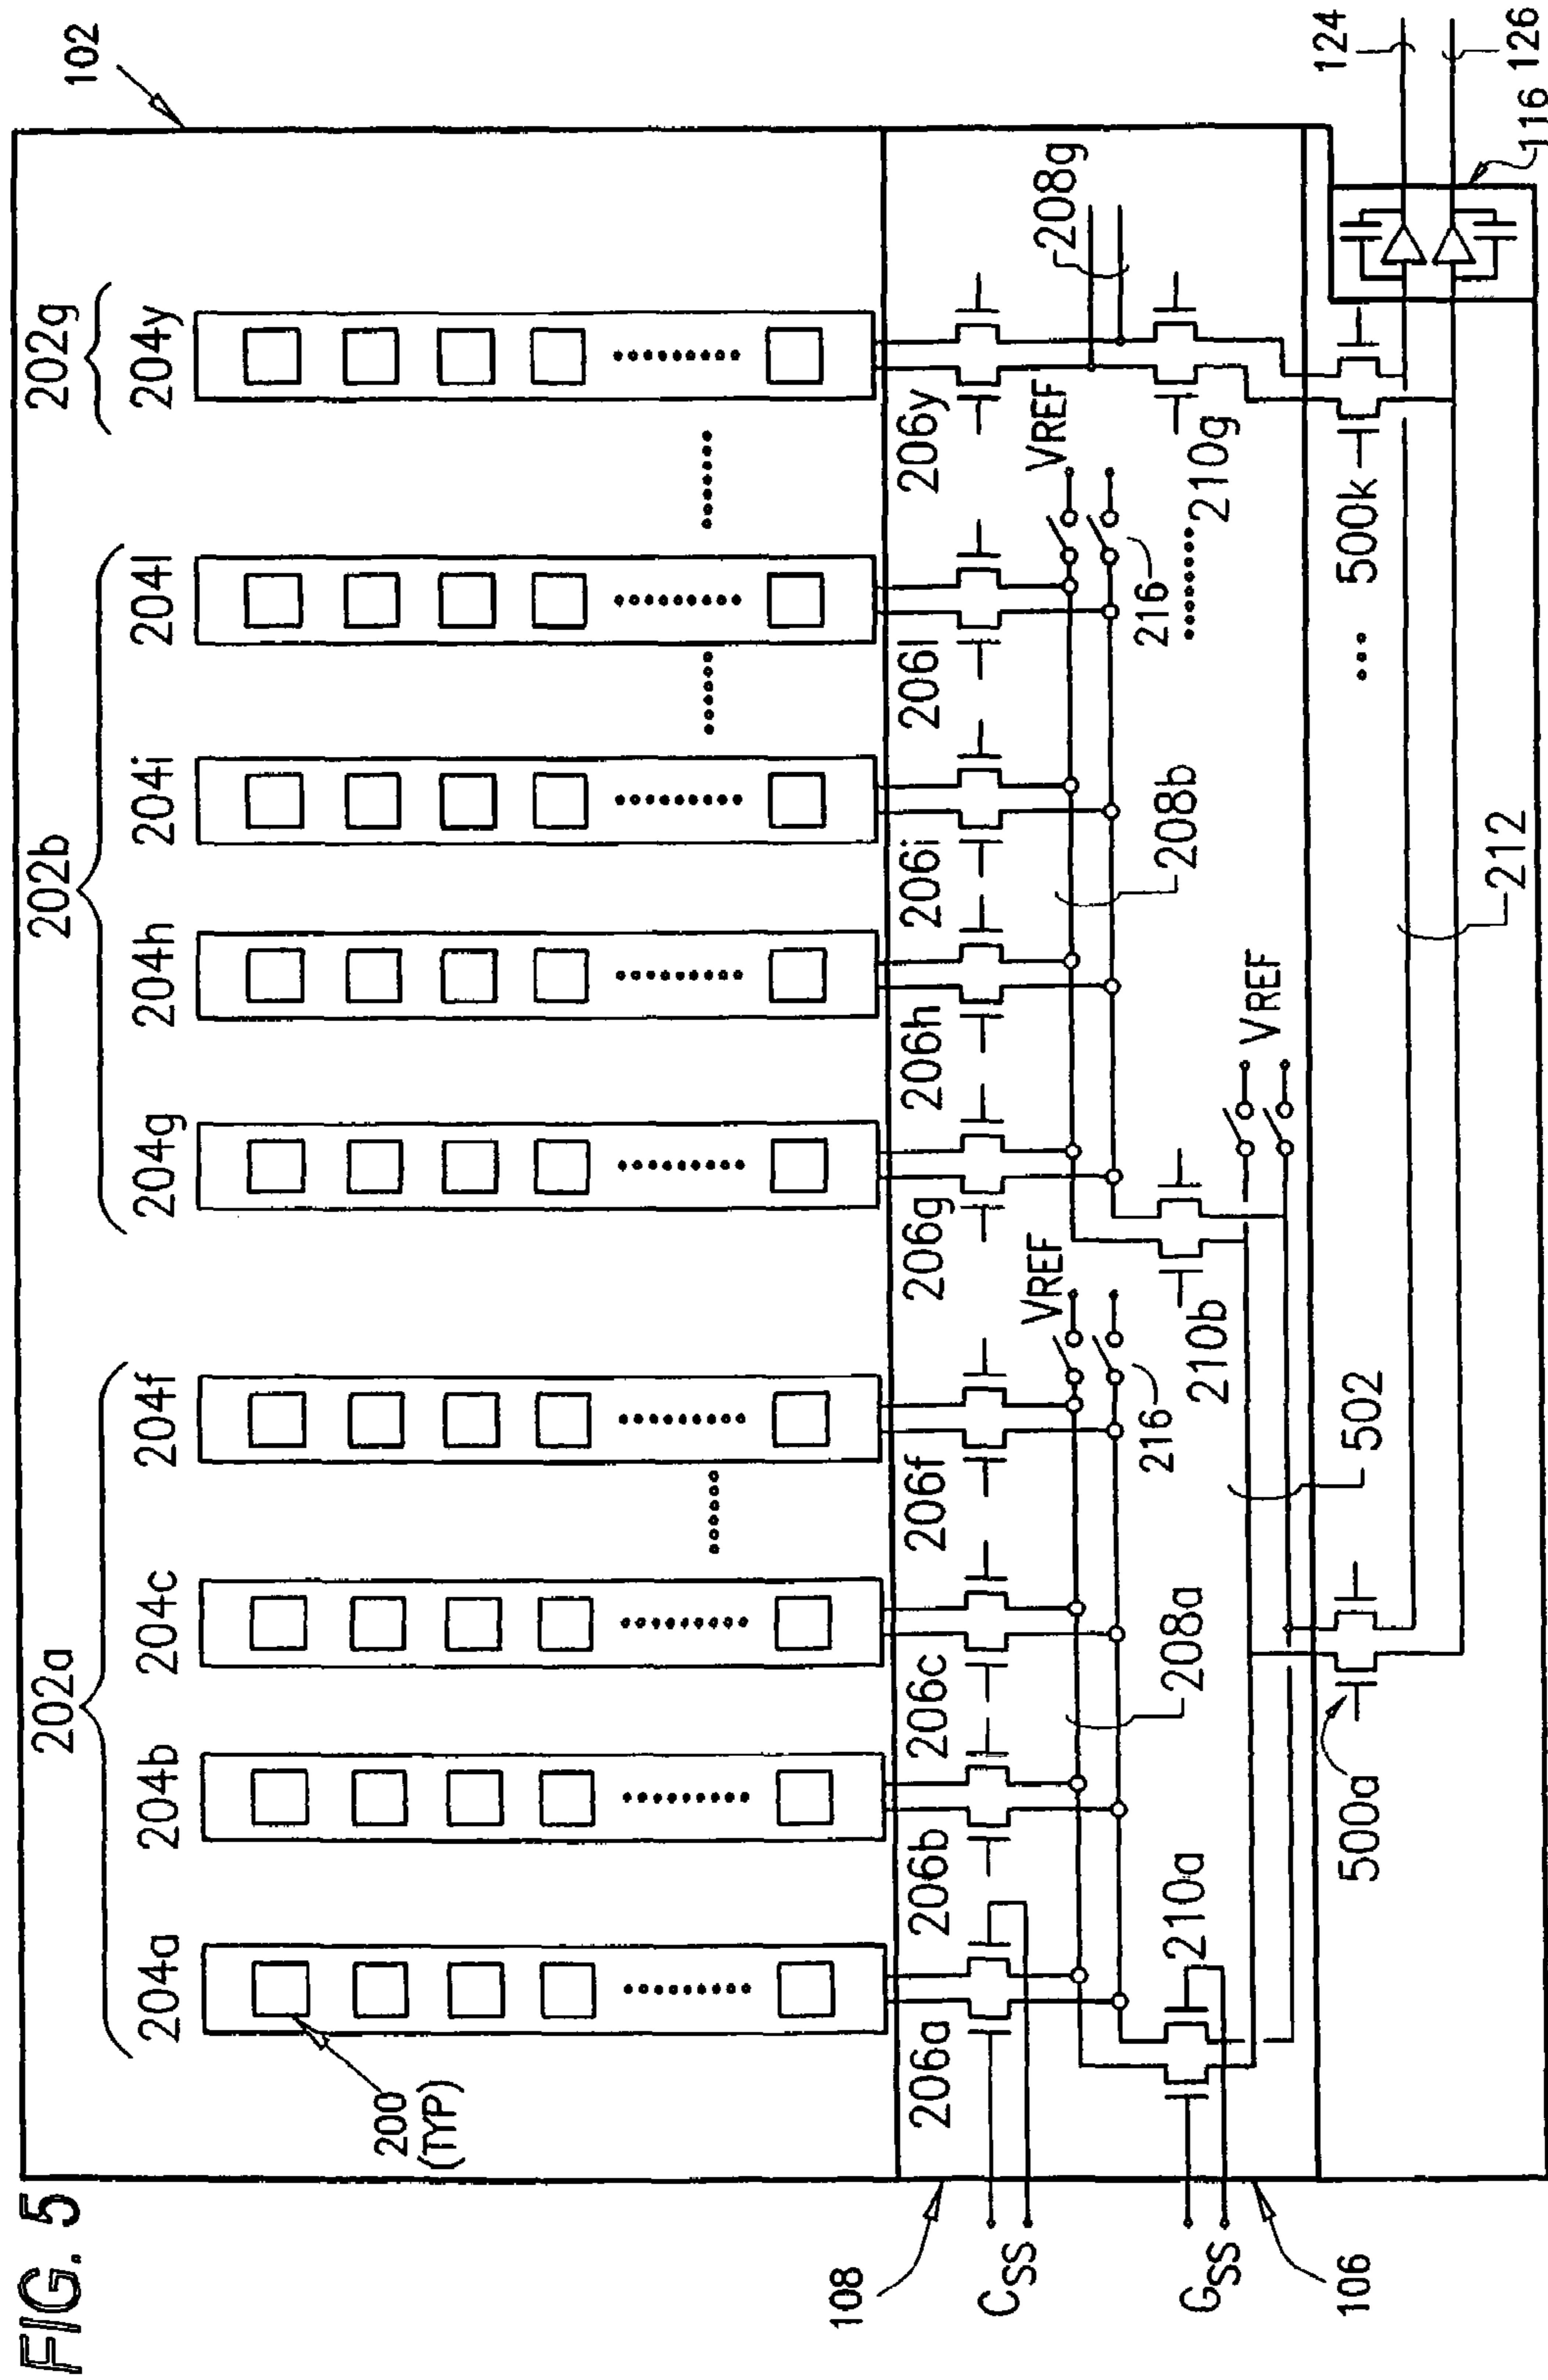 FIG. 5
102
202a
202b
202g
204a
204b
204c
204f
204g
204h
204i
204l
204y
200
(TYP)
108
206a
206b
206c
206f
206g
206h
206i
206l
206y
CSS
VREF
VREF
208a
208b
208g
216
216
GSS
210a
210b
210g
VREF
106
502
500a
500k
212
124
126
116